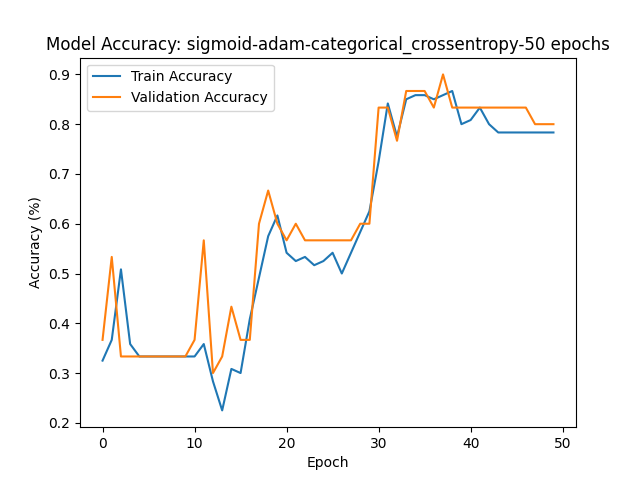 Model Accuracy: sigmoid-adam-categorical_crossentropy-50 epochs
Train Accuracy
Validation Accuracy
Accuracy (%)
0.9
0.8
0.7
0.6
0.5
0.4
0.3
0.2
0 10 20 30 40 50
Epoch